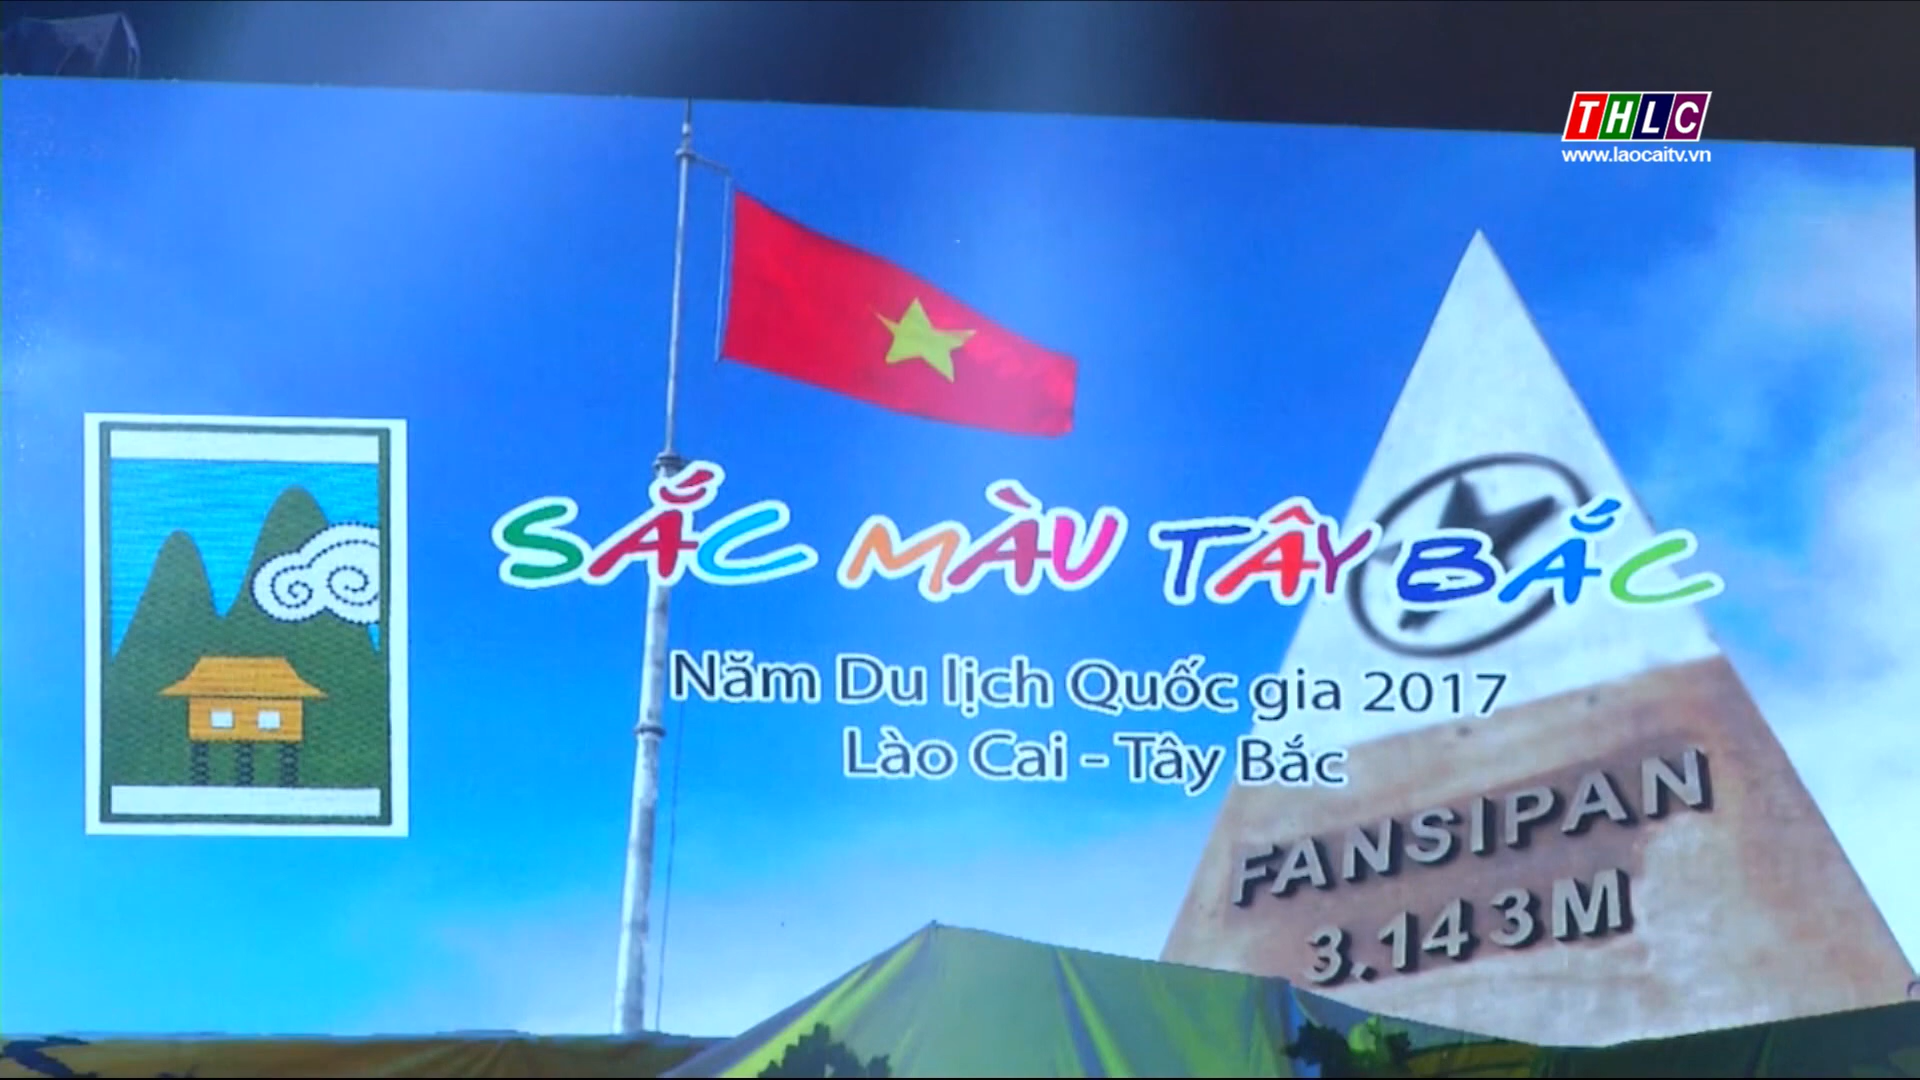 THLC
www.laocaitv.vn
SẮC MÀU TÂY BẮC
Năm Du lịch Quốc gia 2017
Lào Cai - Tây Bắc
FANSIPAN
3.143M